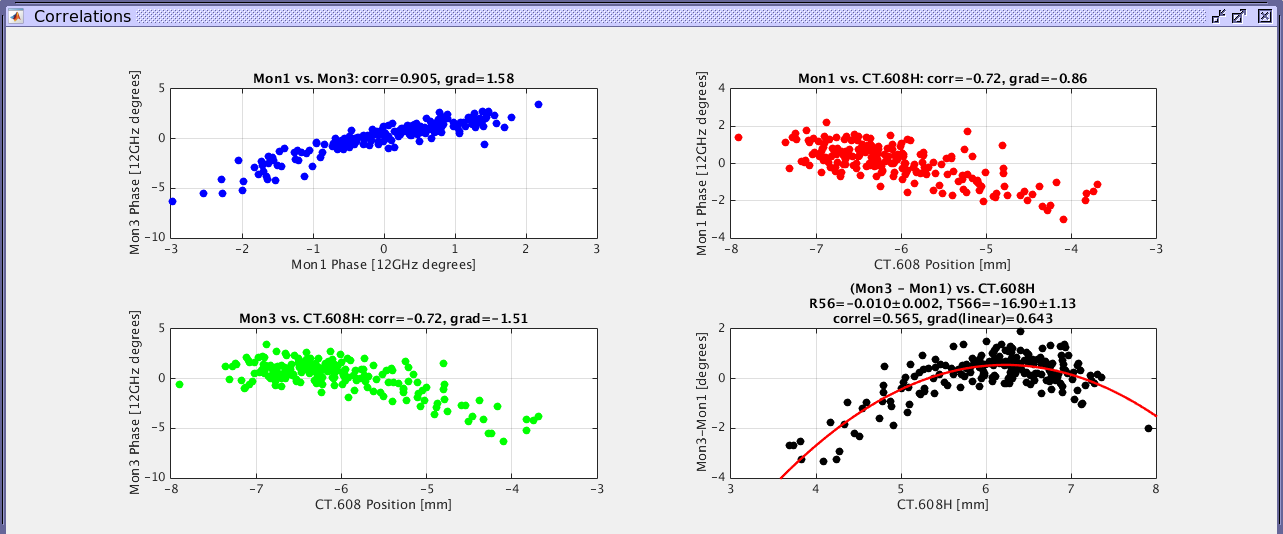 Correlations
Mon1 vs. Mon3: corr=0.905, grad=1.58
Mon3 Phase [12GHz degrees]
5
0
−5
−10
−3 −2 −1 0 1 2 3
Mon1 Phase [12GHz degrees]
Mon1 vs. CT.608H: corr=−0.72, grad=−0.86
Mon1 Phase [12GHz degrees]
4
2
0
−2
−4
−8 −7 −6 −5 −4 −3
CT.608 Position [mm]
Mon3 vs. CT.608H: corr=−0.72, grad=−1.51
Mon3 Phase [12GHz degrees]
5
0
−5
−10
−8 −7 −6 −5 −4 −3
CT.608 Position [mm]
(Mon3 − Mon1) vs. CT.608H
R56=−0.010±0.002, T566=−16.90±1.13
correl=0.565, grad(linear)=0.643
Mon3−Mon1 [degrees]
2
0
−2
−4
3 4 5 6 7 8
CT.608H [mm]